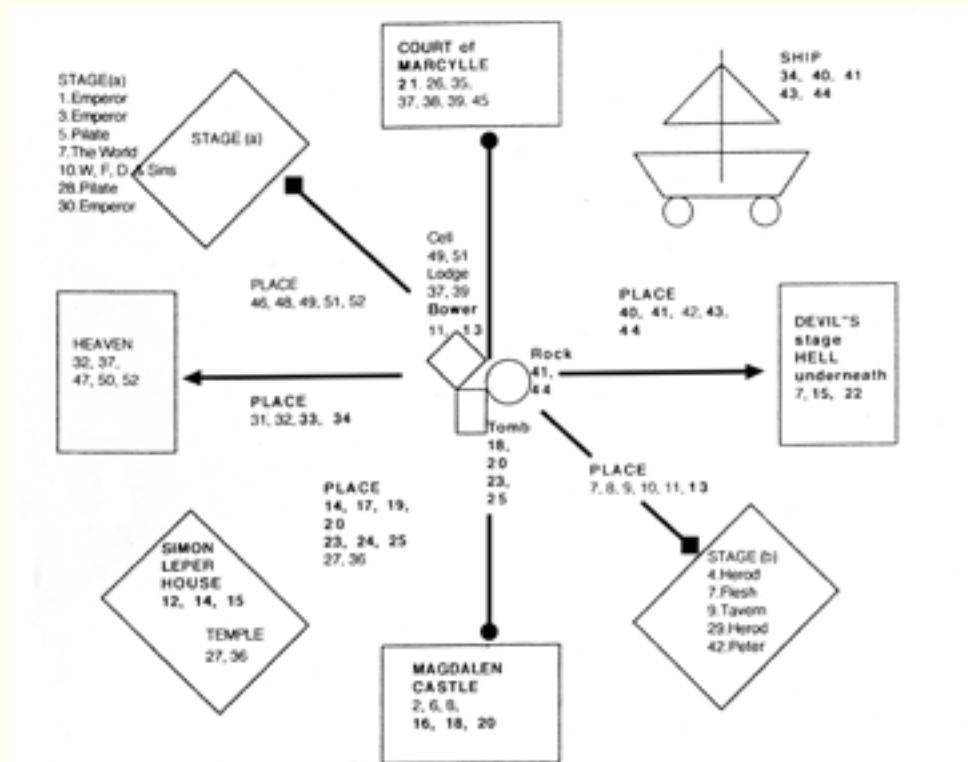 COURT of
MARCYLLE
21, 26, 35,
37, 38, 39, 45
SHIP
34, 40, 41
43, 44
STAGE(a)
1.Emperor
3.Emperor
5.Pilate
7.The World
10.W, F, D, & Sins
28.Pilate
30.Emperor
STAGE (a)
Cell
49, 51
Lodge
37, 39
Bower
11, 13
PLACE
46, 48, 49, 51, 52
PLACE
40, 41, 42, 43,
44
HEAVEN
32, 37,
47, 50, 52
DEVIL"S
stage
HELL
underneath
7, 15, 22
Rock
41,
44
PLACE
31, 32, 33, 34
Tomb
18,
20
23,
25
PLACE
7, 8, 9, 10, 11, 13
PLACE
14, 17, 19,
20
23, 24, 25
27, 36
SIMON
LEPER
HOUSE
12, 14, 15
TEMPLE
27, 36
STAGE (b)
4.Herod
7.Flesh
9.Tavern
29.Herod
42.Peter
MAGDALEN
CASTLE
2, 6, 8,
16, 18, 20